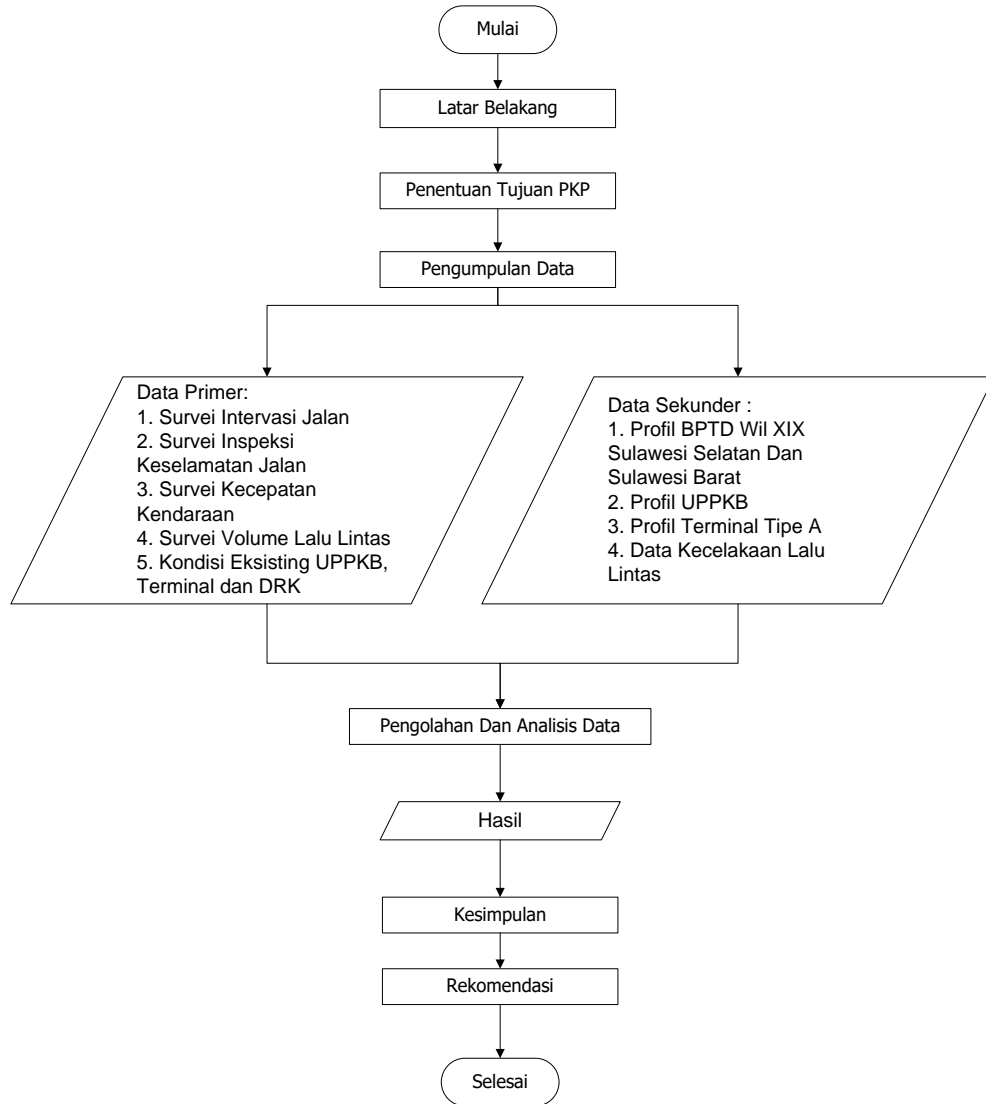 Mulai
Latar Belakang
Penentuan Tujuan PKP
Pengumpulan Data
Data Primer:
1. Survei Intervasi Jalan
2. Survei Inspeksi
Keselamatan Jalan
3. Survei Kecepatan
Kendaraan
4. Survei Volume Lalu Lintas
5. Kondisi Eksisting UPPKB,
Terminal dan DRK
Data Sekunder :
1. Profil BPTD Wil XIX
Sulawesi Selatan Dan
Sulawesi Barat
2. Profil UPPKB
3. Profil Terminal Tipe A
4. Data Kecelakaan Lalu
Lintas
Pengolahan Dan Analisis Data
Hasil
Kesimpulan
Rekomendasi
Selesai